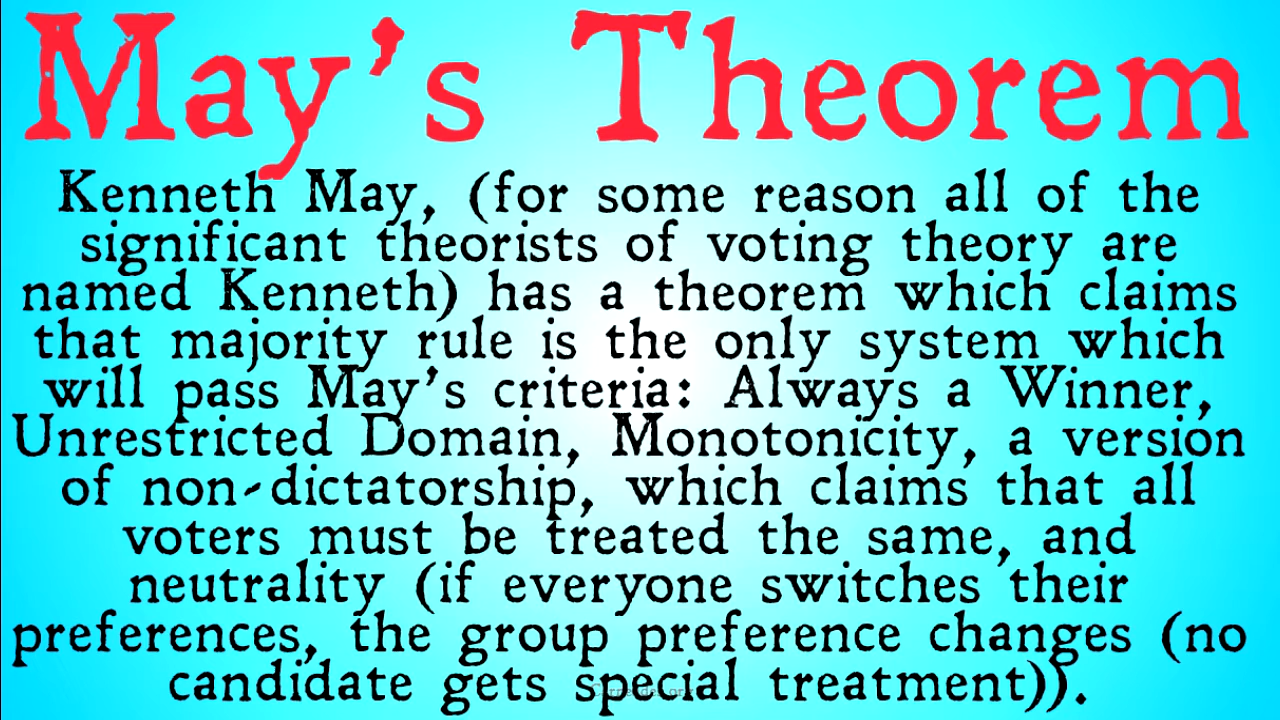 May's Theorem
Kenneth May, (for some reason all of the
significant theorists of voting theory are
named Kenneth) has a theorem which claims
that majority rule is the only system which
will pass May's criteria: Always a Winner,
Unrestricted Domain, Monotonicity, a version
of non-dictatorship, which claims that all
voters must be treated the same, and
neutrality (if everyone switches their
preferences, the group preference changes (no
candidate gets special treatment)).